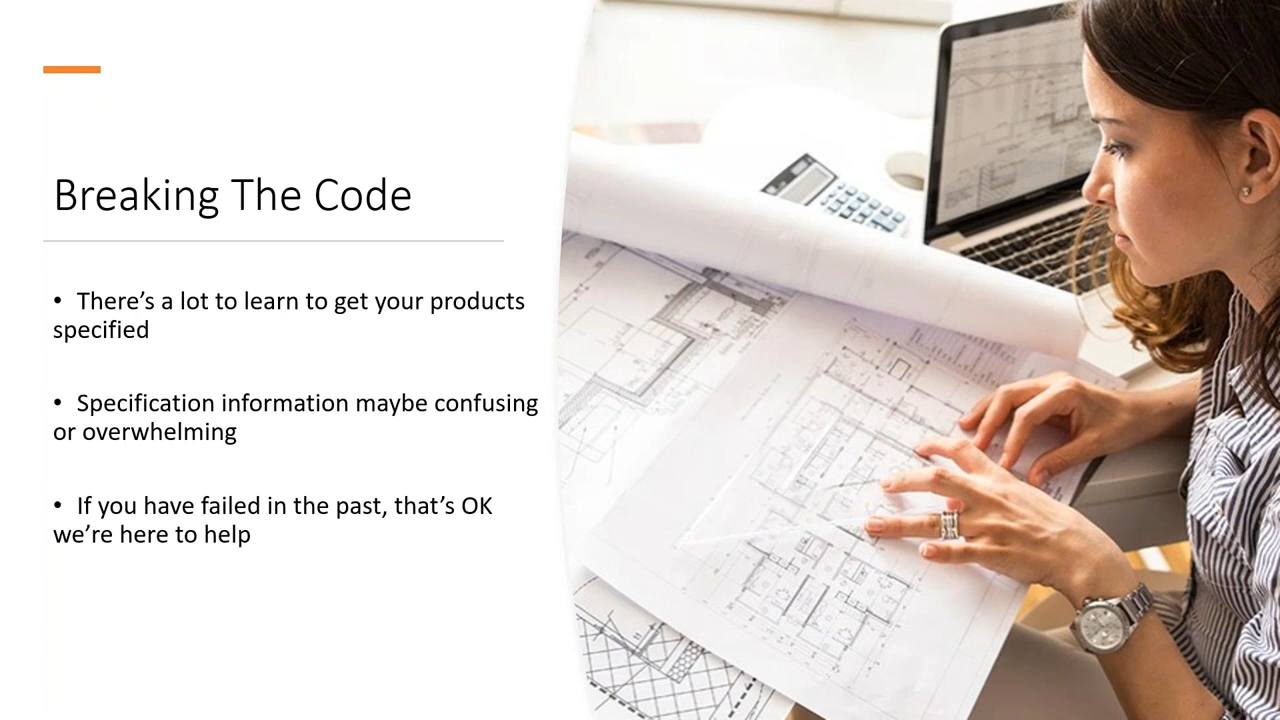 Breaking The Code
• There’s a lot to learn to get your products
specified
• Specification information maybe confusing
or overwhelming
• If you have failed in the past, that’s OK
we’re here to help